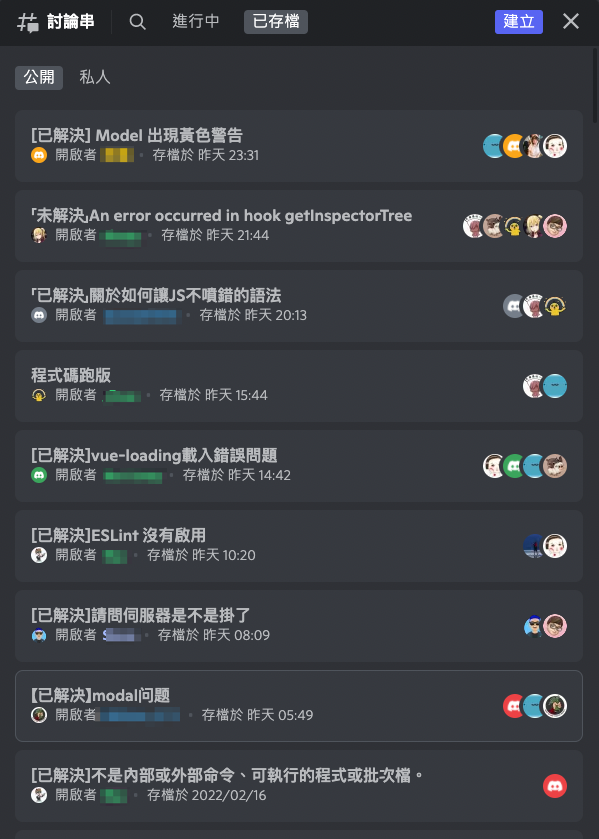 討論串 進行中 已存檔 建立
公開 私人
[已解決] Model 出現黃色警告
開啟者 • 存檔於 昨天 23:31
「未解決」An error occurred in hook getInspectorTree
開啟者 • 存檔於 昨天 21:44
「已解決」關於如何讓JS不噴錯的語法
開啟者 • 存檔於 昨天 20:13
程式碼跑版
開啟者 • 存檔於 昨天 15:44
[已解決]vue-loading載入錯誤問題
開啟者 • 存檔於 昨天 14:42
[已解決]ESLint 沒有啟用
開啟者 • 存檔於 昨天 10:20
[已解決]請問伺服器是不是掛了
開啟者 • 存檔於 昨天 08:09
【已解决】modal问题
開啟者 • 存檔於 昨天 05:49
[已解決]不是內部或外部命令、可執行的程式或批次檔。
開啟者 • 存檔於 2022/02/16